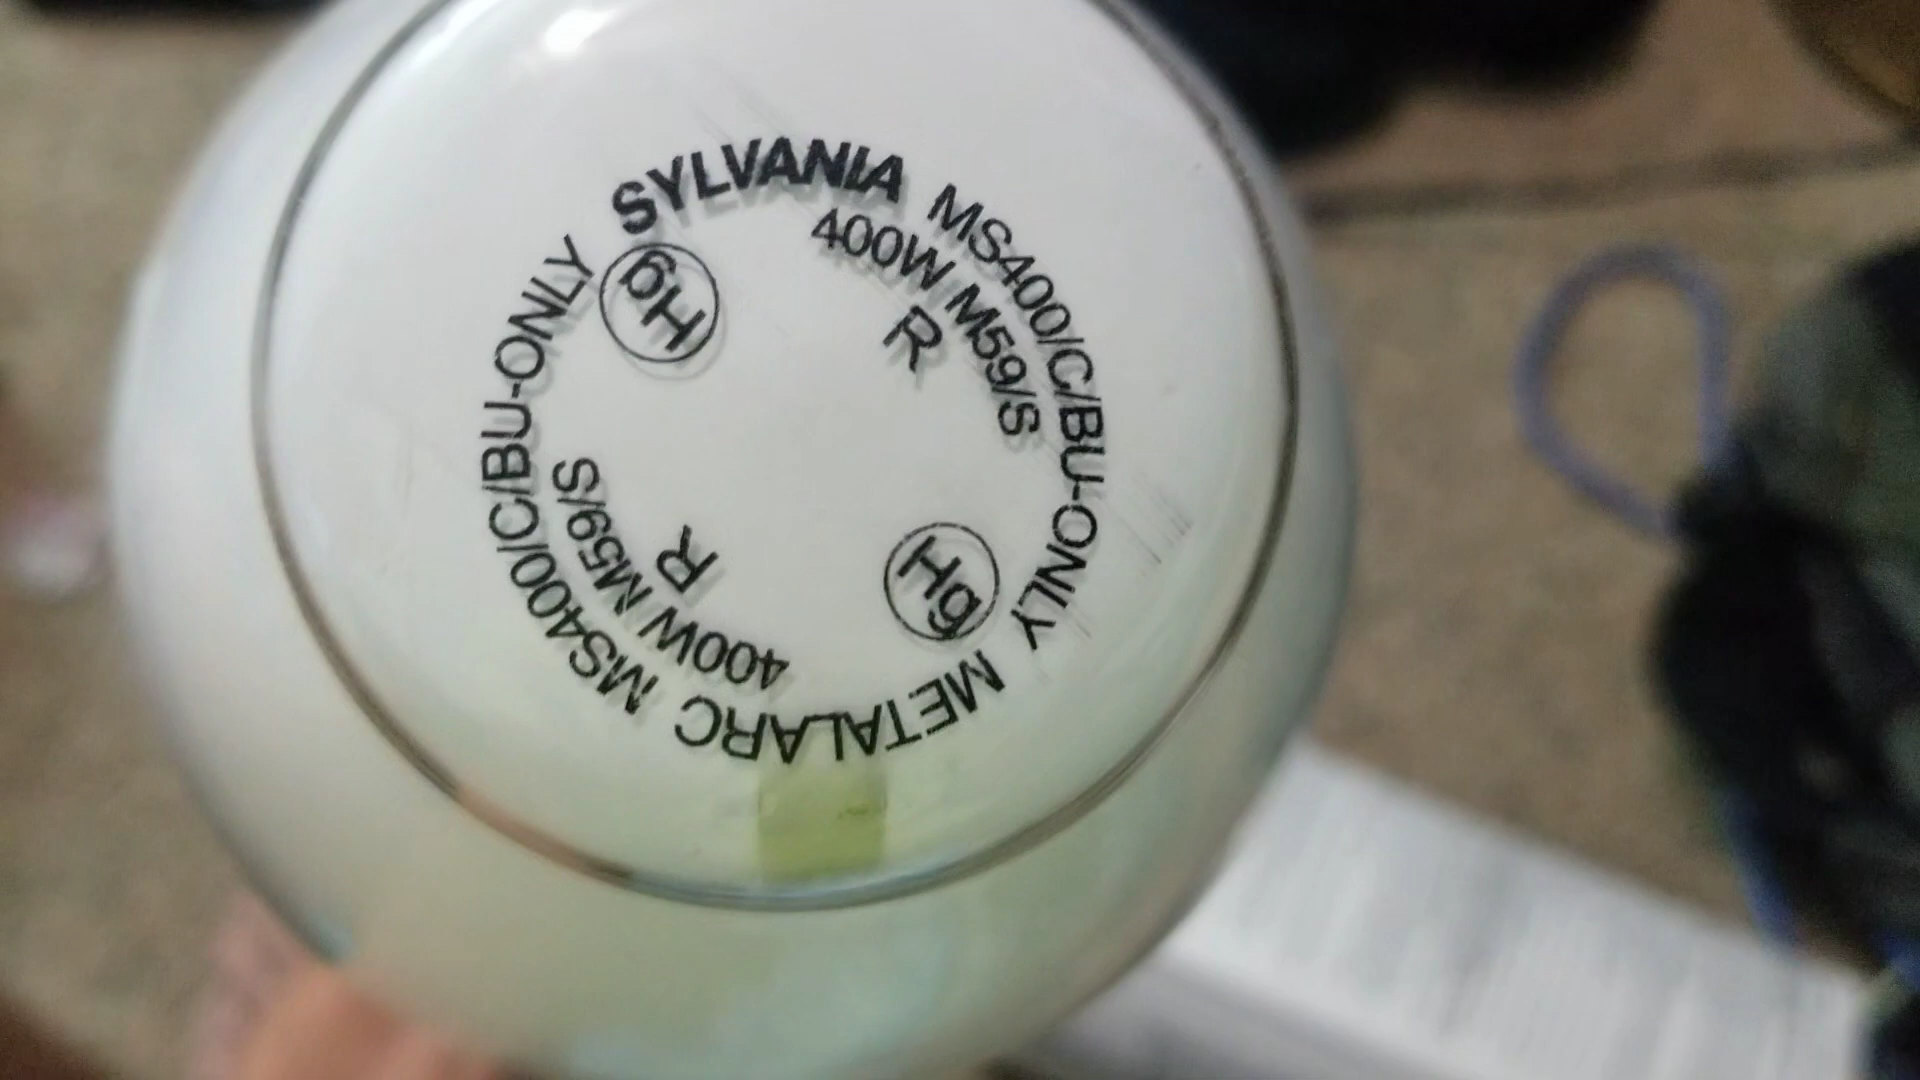 SYLVANIA MS400/C/BU-ONLY
400W M59/S
R
Hg
METALARC MS400/C/BU-ONLY
400W M59/S
R
Hg